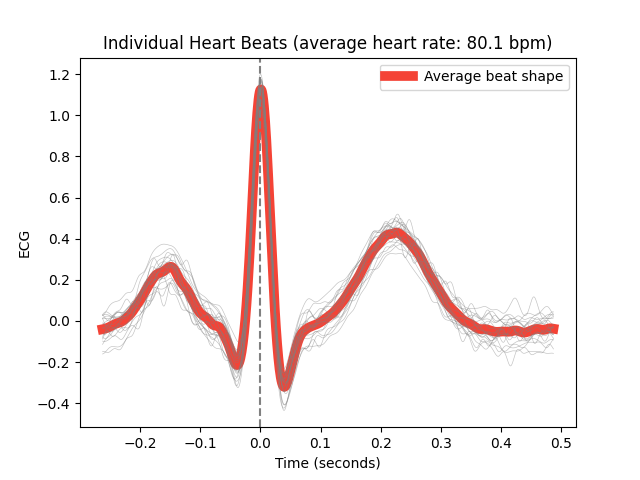 Individual Heart Beats (average heart rate: 80.1 bpm)
Average beat shape
1.2
1.0
0.8
0.6
0.4
0.2
0.0
−0.2
−0.4
ECG
−0.2 −0.1 0.0 0.1 0.2 0.3 0.4 0.5
Time (seconds)